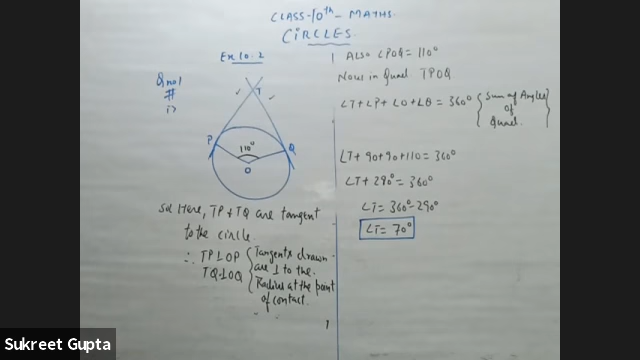 CLASS-10th- MATHS.
CIRCLES.
Ex 10.2
Q no 1
#
i>
T
P
Q
110°
O
Sol Here, TP & TQ are tangent
to the circle.
∴ TP⊥OP { Tangents drawn
TQ⊥OQ are ⊥ to the
Radius at the point
of contact.
Also ∠POQ = 110°
Now in Quad. TPOQ
∠T+∠P+∠O+∠Q = 360° { Sum of Angles
of
Quad. }
∠T + 90+90+110 = 360°
∠T + 290° = 360°
∠T = 360° - 290°
∠T = 70°
Sukreet Gupta